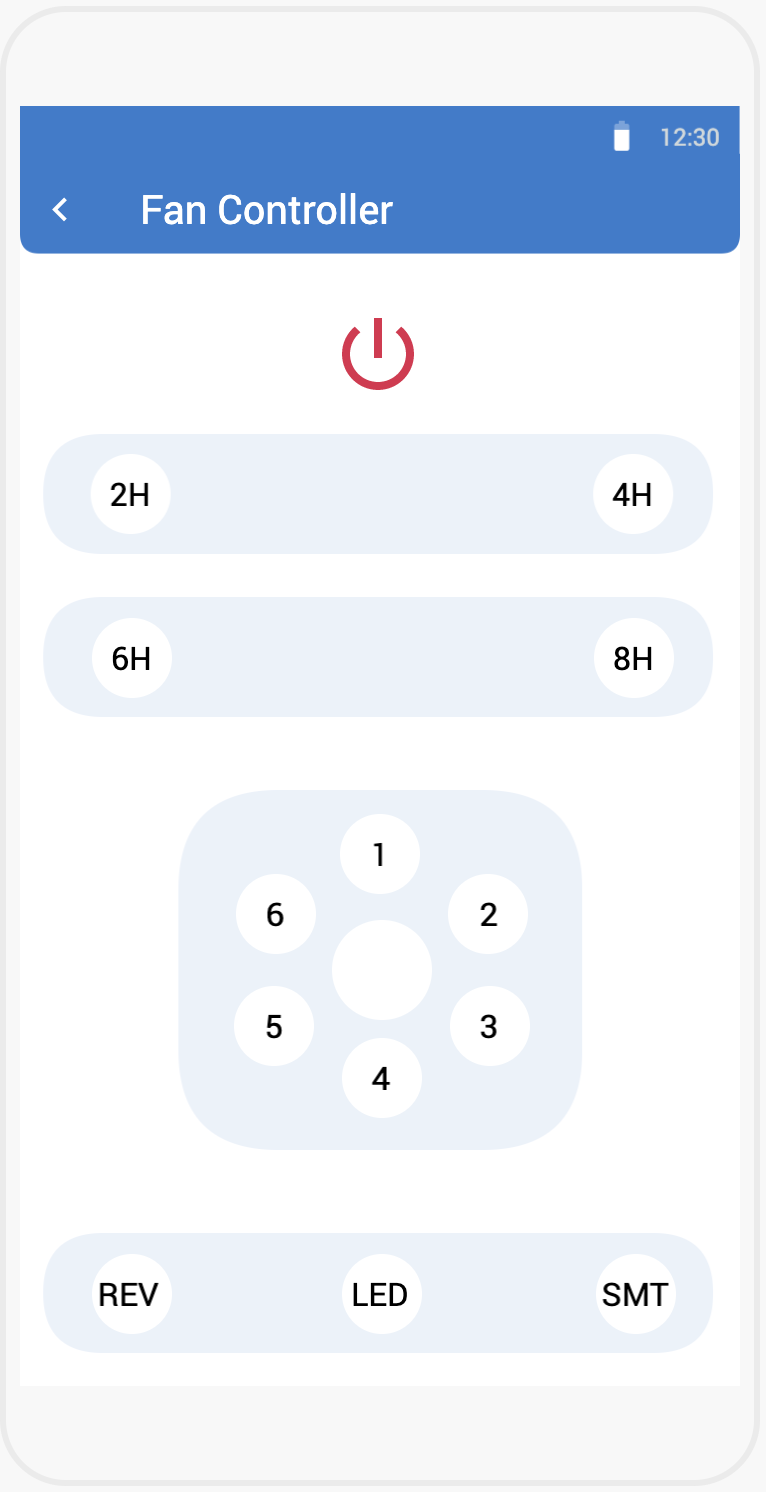 12:30
Fan Controller
2H 4H
6H 8H
1
6 2
5 3
4
REV LED SMT